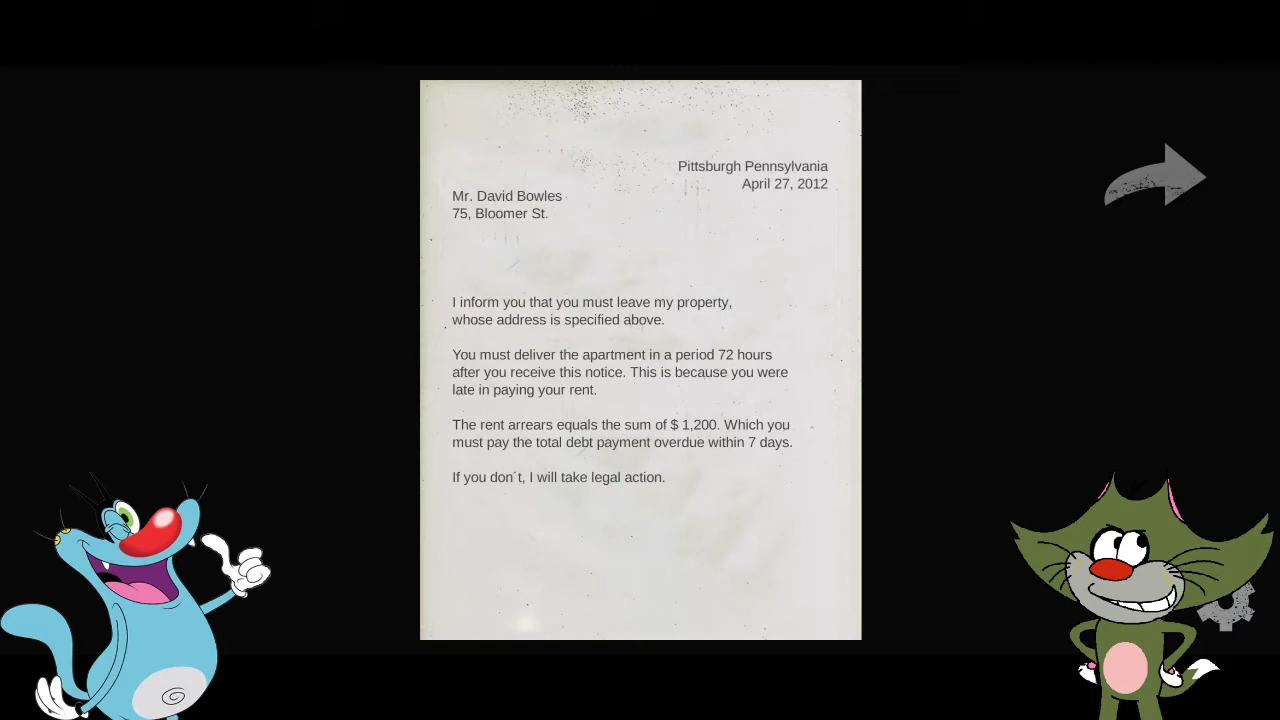 Pittsburgh Pennsylvania
April 27, 2012
Mr. David Bowles
75, Bloomer St.
I inform you that you must leave my property,
whose address is specified above.
You must deliver the apartment in a period 72 hours
after you receive this notice. This is because you were
late in paying your rent.
The rent arrears equals the sum of $ 1,200. Which you
must pay the total debt payment overdue within 7 days.
If you don´t, I will take legal action.